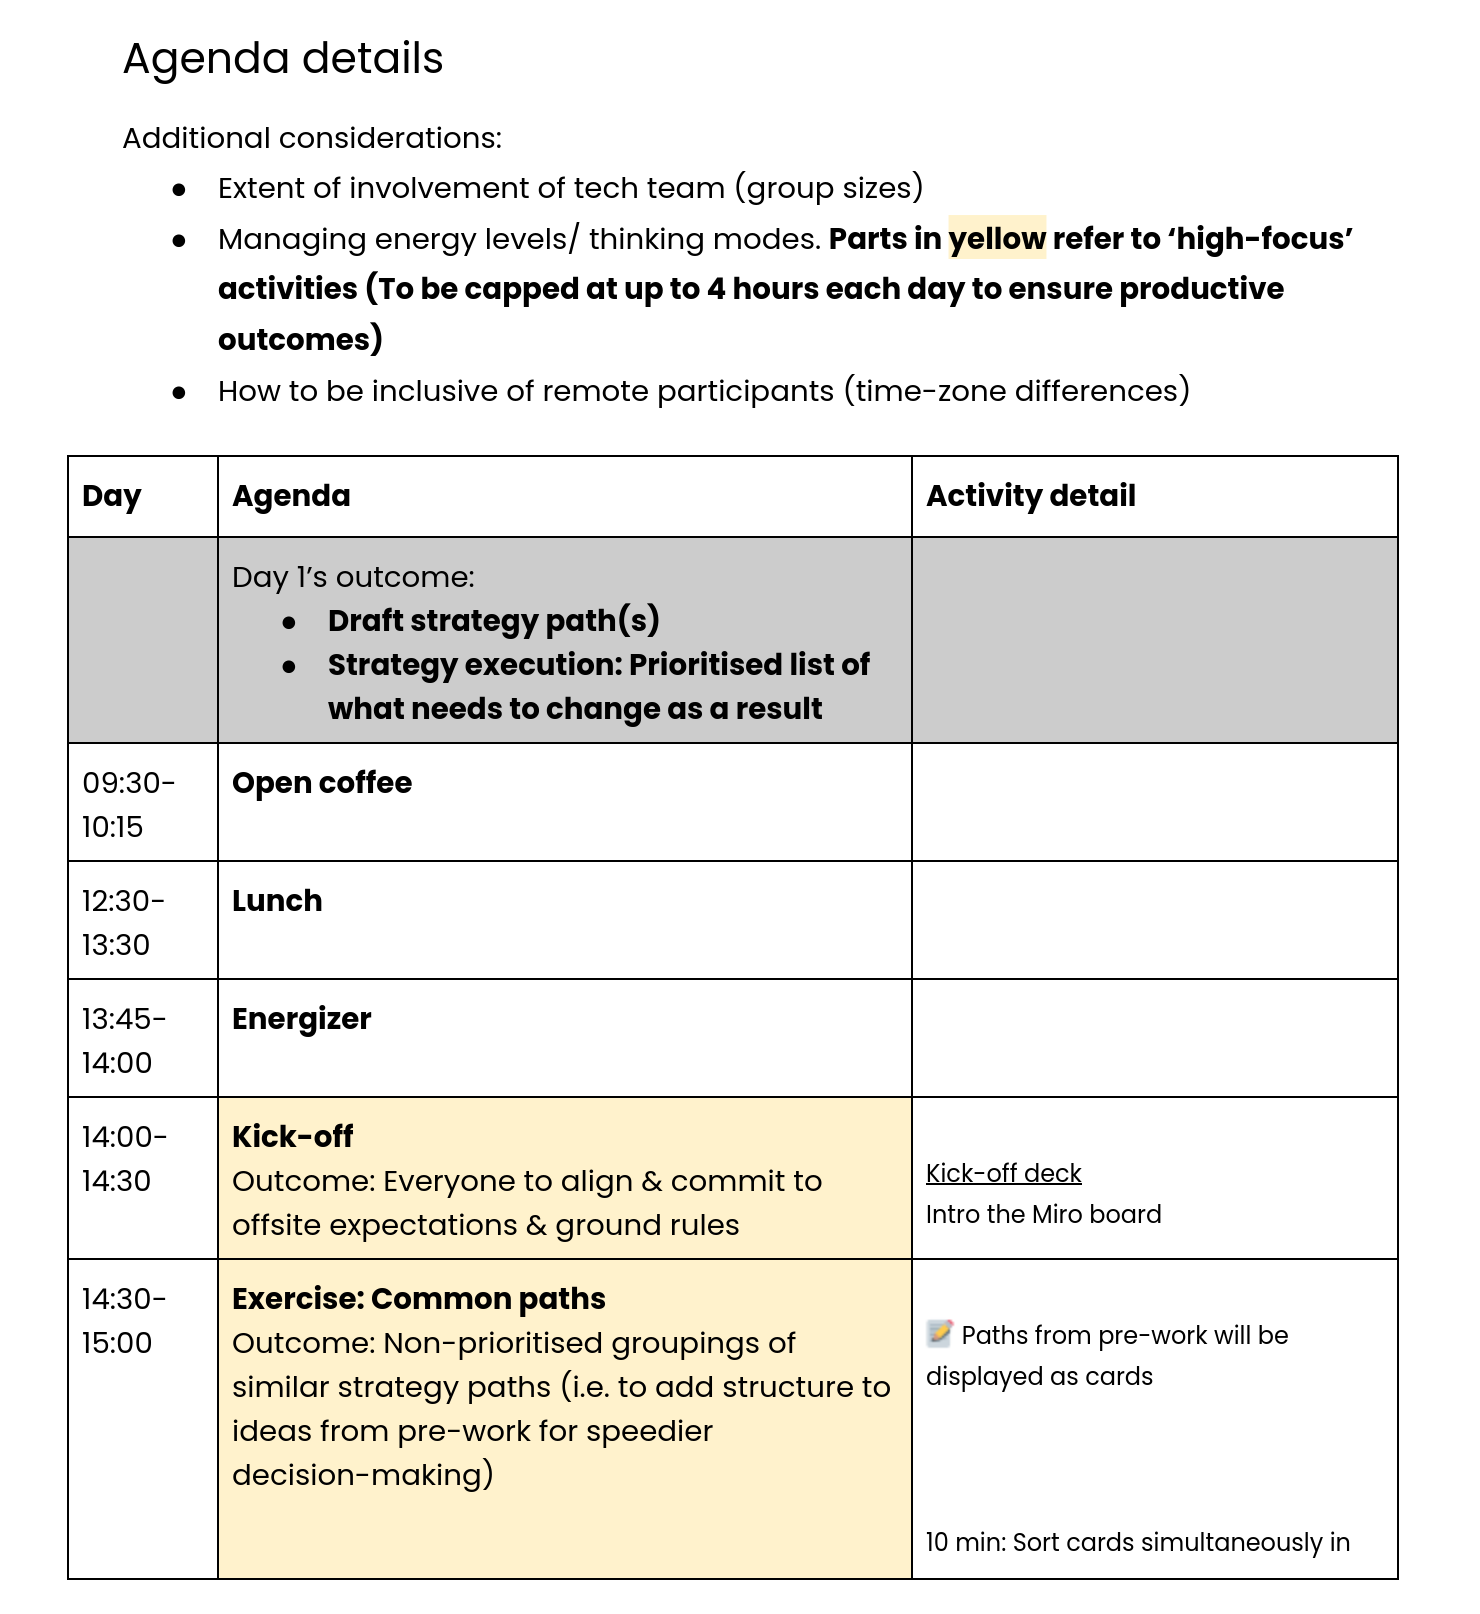 Agenda details
Additional considerations:
● Extent of involvement of tech team (group sizes)
● Managing energy levels/ thinking modes. Parts in yellow refer to ‘high-focus’
activities (To be capped at up to 4 hours each day to ensure productive
outcomes)
● How to be inclusive of remote participants (time-zone differences)
Day
Agenda
Activity detail
Day 1’s outcome:
● Draft strategy path(s)
● Strategy execution: Prioritised list of
what needs to change as a result
09:30-
10:15
Open coffee
12:30-
13:30
Lunch
13:45-
14:00
Energizer
14:00-
14:30
Kick-off
Outcome: Everyone to align & commit to
offsite expectations & ground rules
Kick-off deck
Intro the Miro board
14:30-
15:00
Exercise: Common paths
Outcome: Non-prioritised groupings of
similar strategy paths (i.e. to add structure to
ideas from pre-work for speedier
decision-making)
📝 Paths from pre-work will be
displayed as cards
10 min: Sort cards simultaneously in